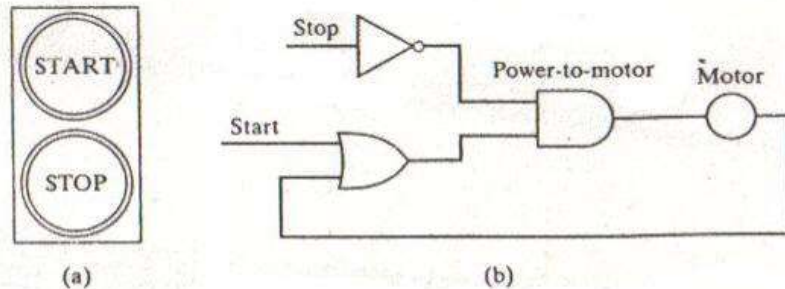 START
STOP
(a)
Stop
Power-to-motor
Motor
Start
(b)